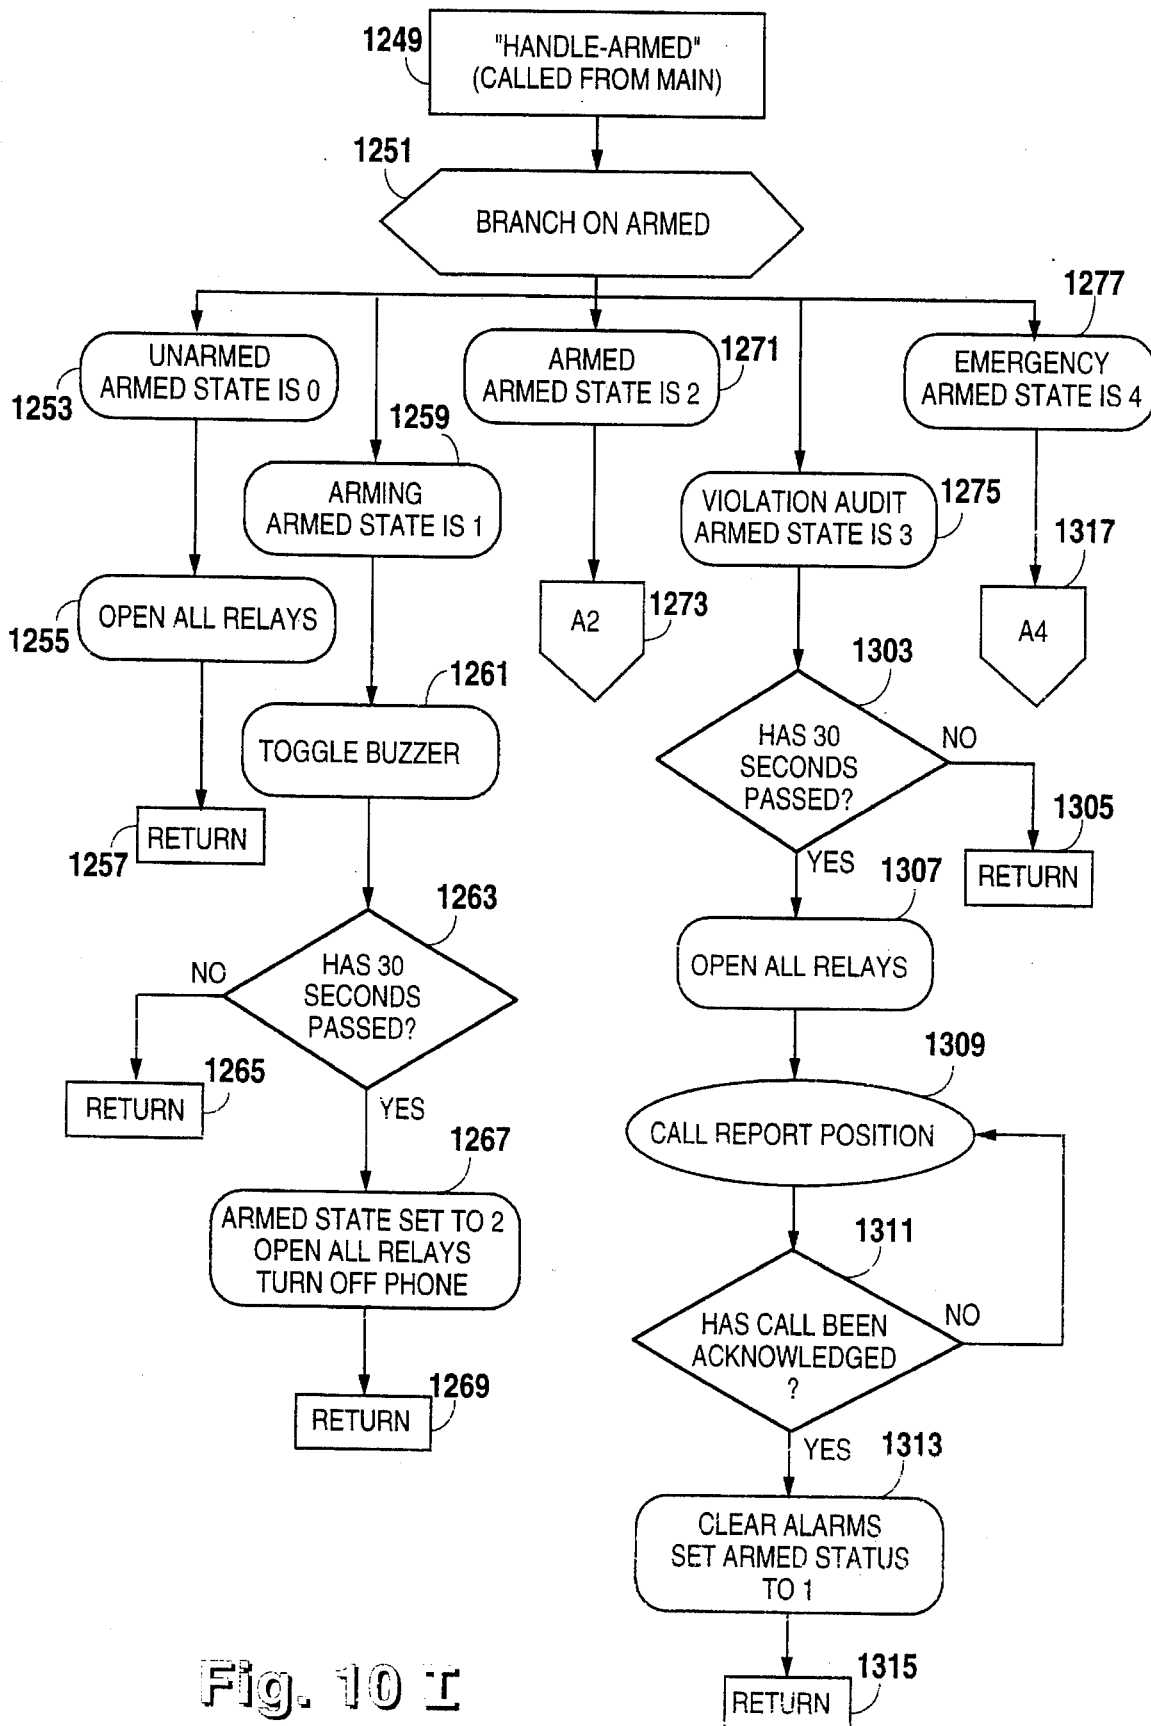 1249
"HANDLE-ARMED"
(CALLED FROM MAIN)
1251
BRANCH ON ARMED
1253
UNARMED
ARMED STATE IS 0
1255
OPEN ALL RELAYS
1257
RETURN
1259
ARMING
ARMED STATE IS 1
1261
TOGGLE BUZZER
1263
HAS 30
SECONDS
PASSED?
NO
1265
RETURN
YES
1267
ARMED STATE SET TO 2
OPEN ALL RELAYS
TURN OFF PHONE
1269
RETURN
1271
ARMED
ARMED STATE IS 2
1273
A2
1275
VIOLATION AUDIT
ARMED STATE IS 3
1303
HAS 30
SECONDS
PASSED?
NO
1305
RETURN
YES
1307
OPEN ALL RELAYS
1309
CALL REPORT POSITION
1311
HAS CALL BEEN
ACKNOWLEDGED
?
NO
YES
1313
CLEAR ALARMS
SET ARMED STATUS
TO 1
1315
RETURN
1277
EMERGENCY
ARMED STATE IS 4
1317
A4
Fig. 10 I